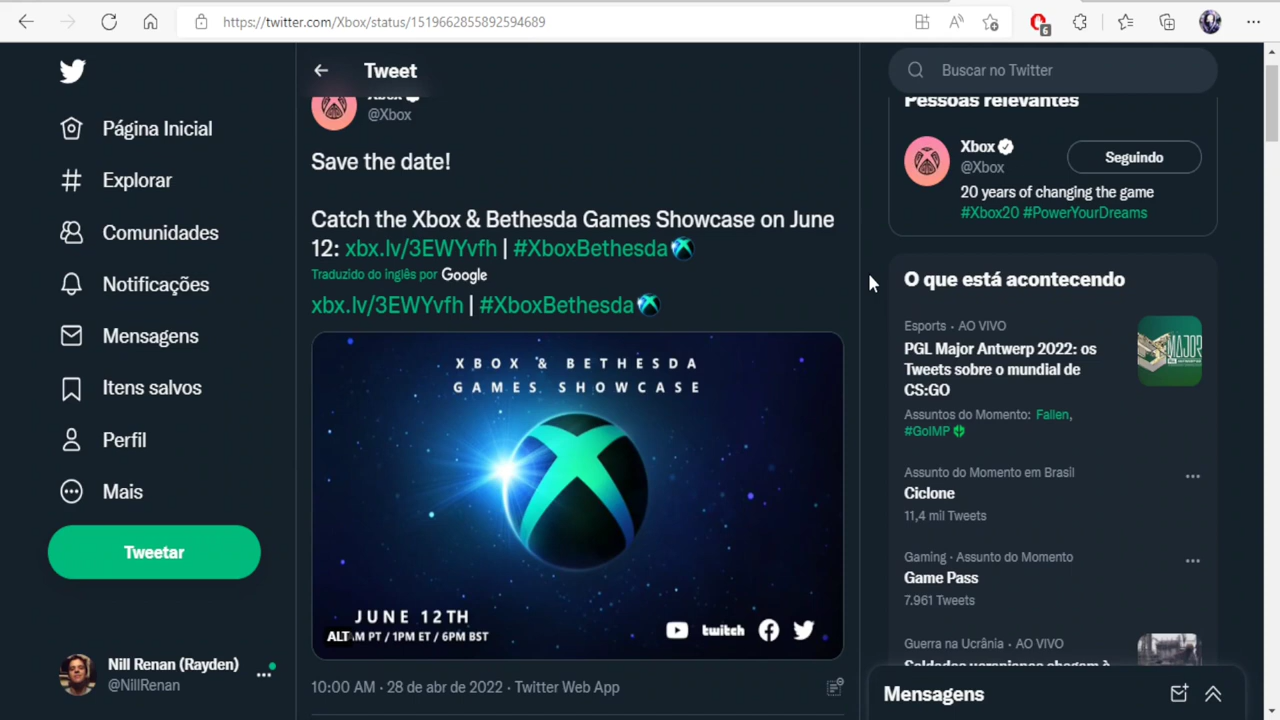 https://twitter.com/Xbox/status/1519662855892594689
6
Página Inicial
Explorar
Comunidades
Notificações
Mensagens
Itens salvos
Perfil
Mais
Tweetar
Nill Renan (Rayden)
@NillRenan
Tweet
Xbox
@Xbox
Save the date!
Catch the Xbox & Bethesda Games Showcase on June
12: xbx.lv/3EWYvfh | #XboxBethesda
Traduzido do inglês por Google
xbx.lv/3EWYvfh | #XboxBethesda
XBOX & BETHESDA
GAMES SHOWCASE
JUNE 12TH
ALT AM PT / 1PM ET / 6PM BST
twitch
10:00 AM · 28 de abr de 2022 · Twitter Web App
Buscar no Twitter
Pessoas relevantes
Xbox
@Xbox
Seguindo
20 years of changing the game
#Xbox20 #PowerYourDreams
O que está acontecendo
Esports · AO VIVO
PGL Major Antwerp 2022: os
Tweets sobre o mundial de
CS:GO
MAJOR
Assuntos do Momento: Fallen,
#GoIMP
Assunto do Momento em Brasil
Ciclone
11,4 mil Tweets
Gaming · Assunto do Momento
Game Pass
7.961 Tweets
Guerra na Ucrânia · AO VIVO
Soldados ucranianos chegam à
Mensagens